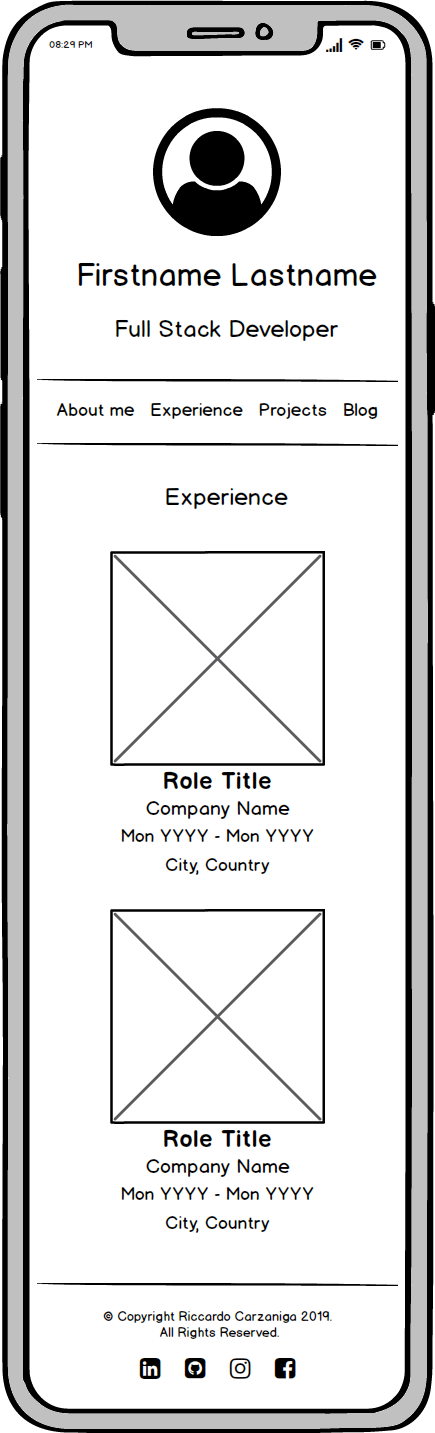 08:29 PM
Firstname Lastname
Full Stack Developer
About me Experience Projects Blog
Experience
Role Title
Company Name
Mon YYYY - Mon YYYY
City, Country
Role Title
Company Name
Mon YYYY - Mon YYYY
City, Country
© Copyright Riccardo Carzaniga 2019.
All Rights Reserved.
in